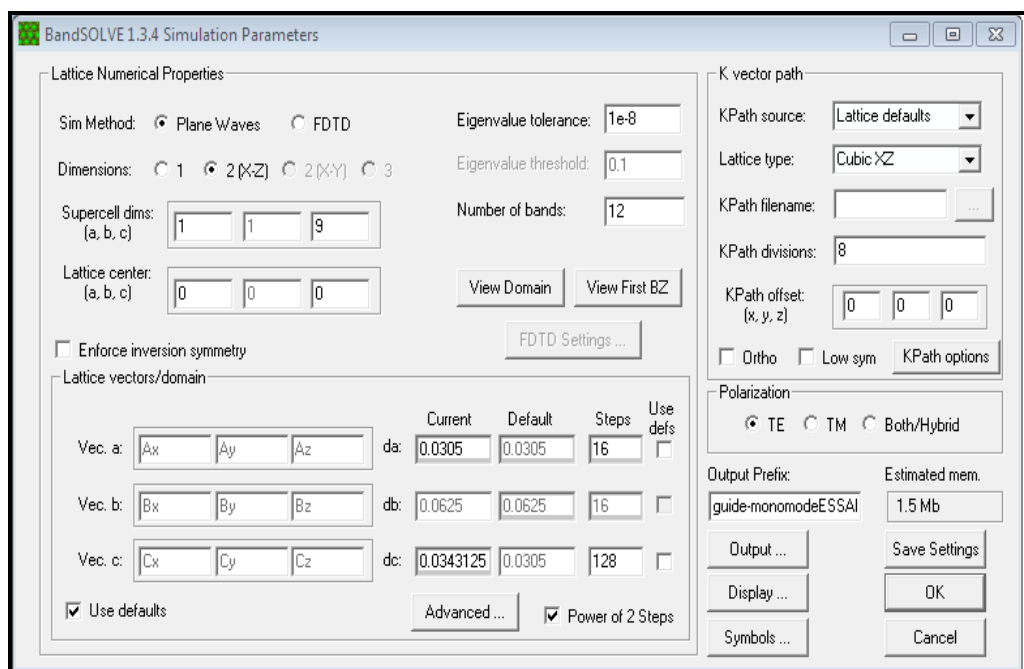 BandSOLVE 1.3.4 Simulation Parameters
Lattice Numerical Properties
Sim Method: Plane Waves FDTD
Dimensions: 1 2 (X-Z) 2 (X-Y) 3
Supercell dims:
(a, b, c)
1 1 9
Lattice center:
(a, b, c)
0 0 0
Enforce inversion symmetry
Eigenvalue tolerance: 1e-8
Eigenvalue threshold: 0.1
Number of bands: 12
View Domain View First BZ
FDTD Settings ...
Lattice vectors/domain
Current Default Steps Use
defs
Vec. a: Ax Ay Az da: 0.0305 0.0305 16
Vec. b: Bx By Bz db: 0.0625 0.0625 16
Vec. c: Cx Cy Cz dc: 0.0343125 0.0305 128
Use defaults Advanced ... Power of 2 Steps
K vector path
KPath source: Lattice defaults
Lattice type: Cubic XZ
KPath filename: ...
KPath divisions: 8
KPath offset:
(x, y, z)
0 0 0
Ortho Low sym KPath options
Polarization
TE TM Both/Hybrid
Output Prefix: Estimated mem.
guide-monomodeESSAI 1.5 Mb
Output ... Save Settings
Display ... OK
Symbols ... Cancel